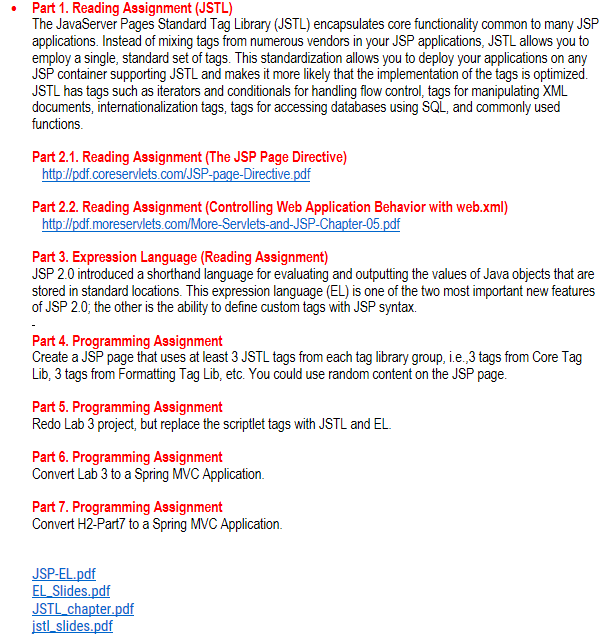 • Part 1. Reading Assignment (JSTL)
The JavaServer Pages Standard Tag Library (JSTL) encapsulates core functionality common to many JSP
applications. Instead of mixing tags from numerous vendors in your JSP applications, JSTL allows you to
employ a single, standard set of tags. This standardization allows you to deploy your applications on any
JSP container supporting JSTL and makes it more likely that the implementation of the tags is optimized.
JSTL has tags such as iterators and conditionals for handling flow control, tags for manipulating XML
documents, internationalization tags, tags for accessing databases using SQL, and commonly used
functions.
Part 2.1. Reading Assignment (The JSP Page Directive)
http://pdf.coreservlets.com/JSP-page-Directive.pdf
Part 2.2. Reading Assignment (Controlling Web Application Behavior with web.xml)
http://pdf.moreservlets.com/More-Servlets-and-JSP-Chapter-05.pdf
Part 3. Expression Language (Reading Assignment)
JSP 2.0 introduced a shorthand language for evaluating and outputting the values of Java objects that are
stored in standard locations. This expression language (EL) is one of the two most important new features
of JSP 2.0; the other is the ability to define custom tags with JSP syntax.
-
Part 4. Programming Assignment
Create a JSP page that uses at least 3 JSTL tags from each tag library group, i.e.,3 tags from Core Tag
Lib, 3 tags from Formatting Tag Lib, etc. You could use random content on the JSP page.
Part 5. Programming Assignment
Redo Lab 3 project, but replace the scriptlet tags with JSTL and EL.
Part 6. Programming Assignment
Convert Lab 3 to a Spring MVC Application.
Part 7. Programming Assignment
Convert H2-Part7 to a Spring MVC Application.
JSP-EL.pdf
EL_Slides.pdf
JSTL_chapter.pdf
jstl_slides.pdf